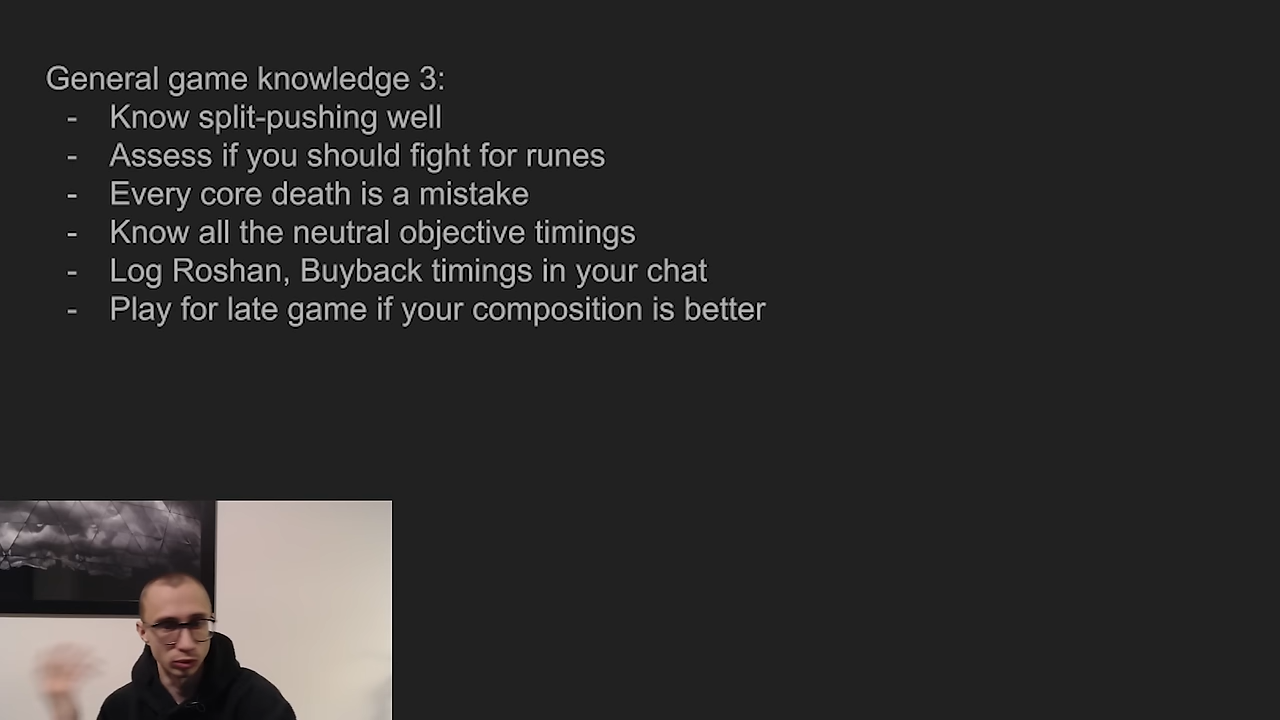 General game knowledge 3:
- Know split-pushing well
- Assess if you should fight for runes
- Every core death is a mistake
- Know all the neutral objective timings
- Log Roshan, Buyback timings in your chat
- Play for late game if your composition is better